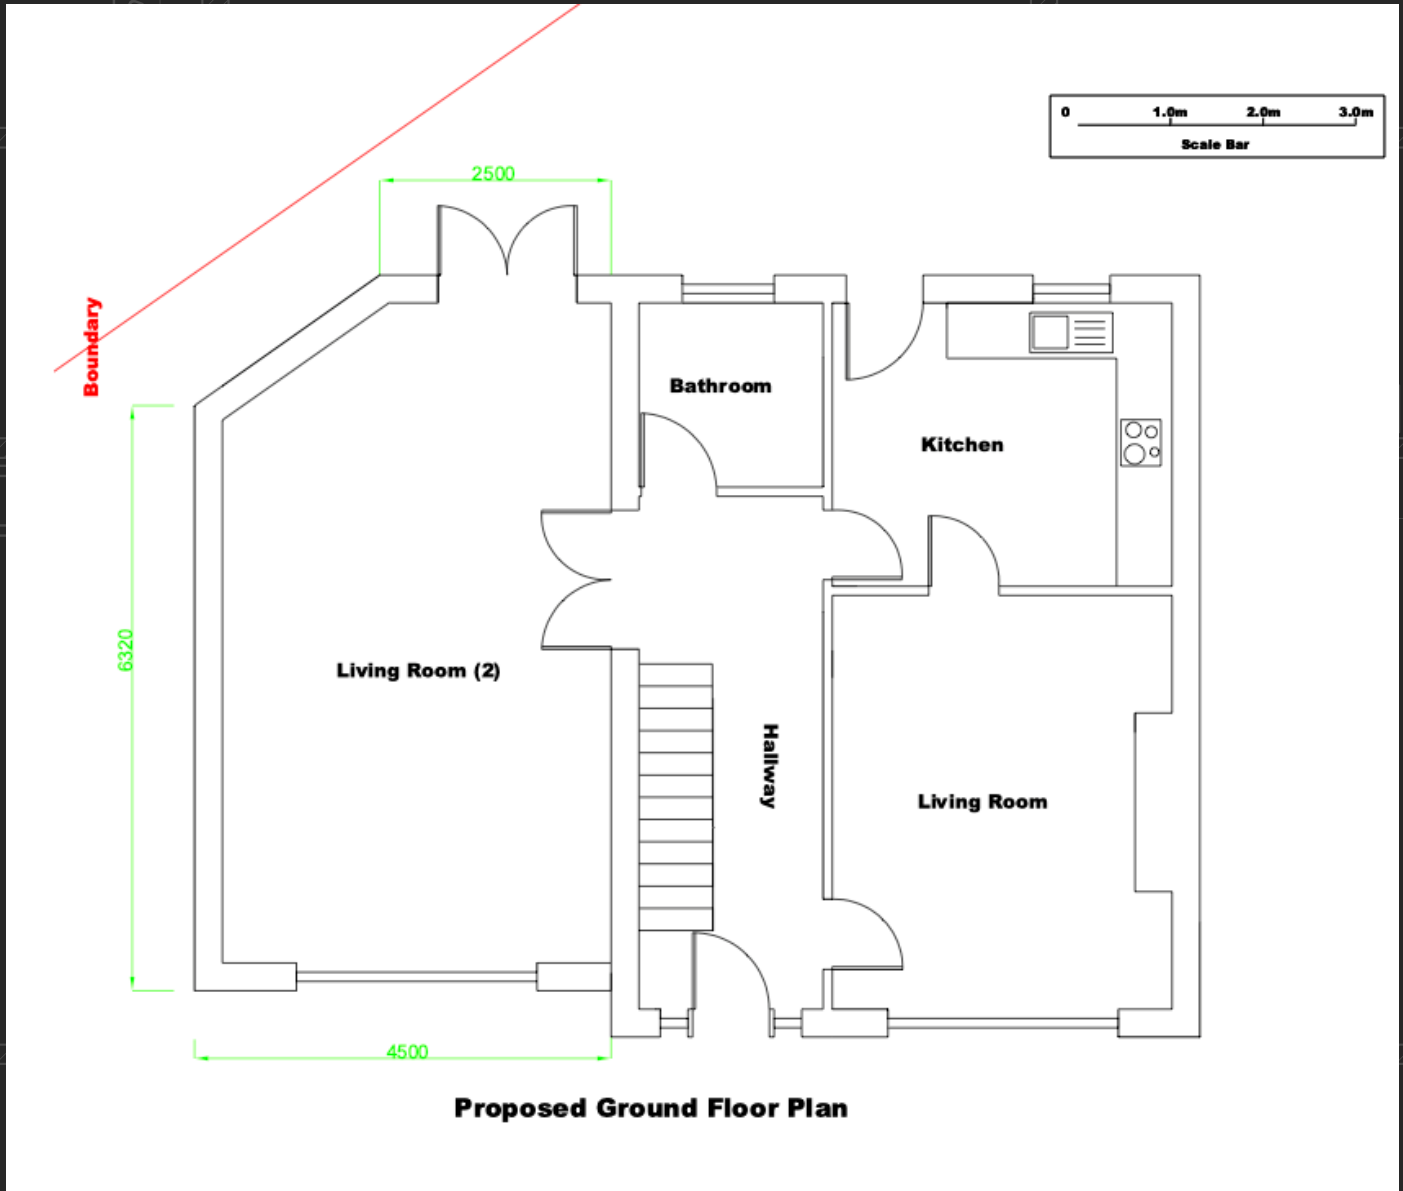 0 1.0m 2.0m 3.0m
Scale Bar
2500
Boundary
Bathroom
Kitchen
6320
Living Room (2)
Hallway
Living Room
4500
Proposed Ground Floor Plan